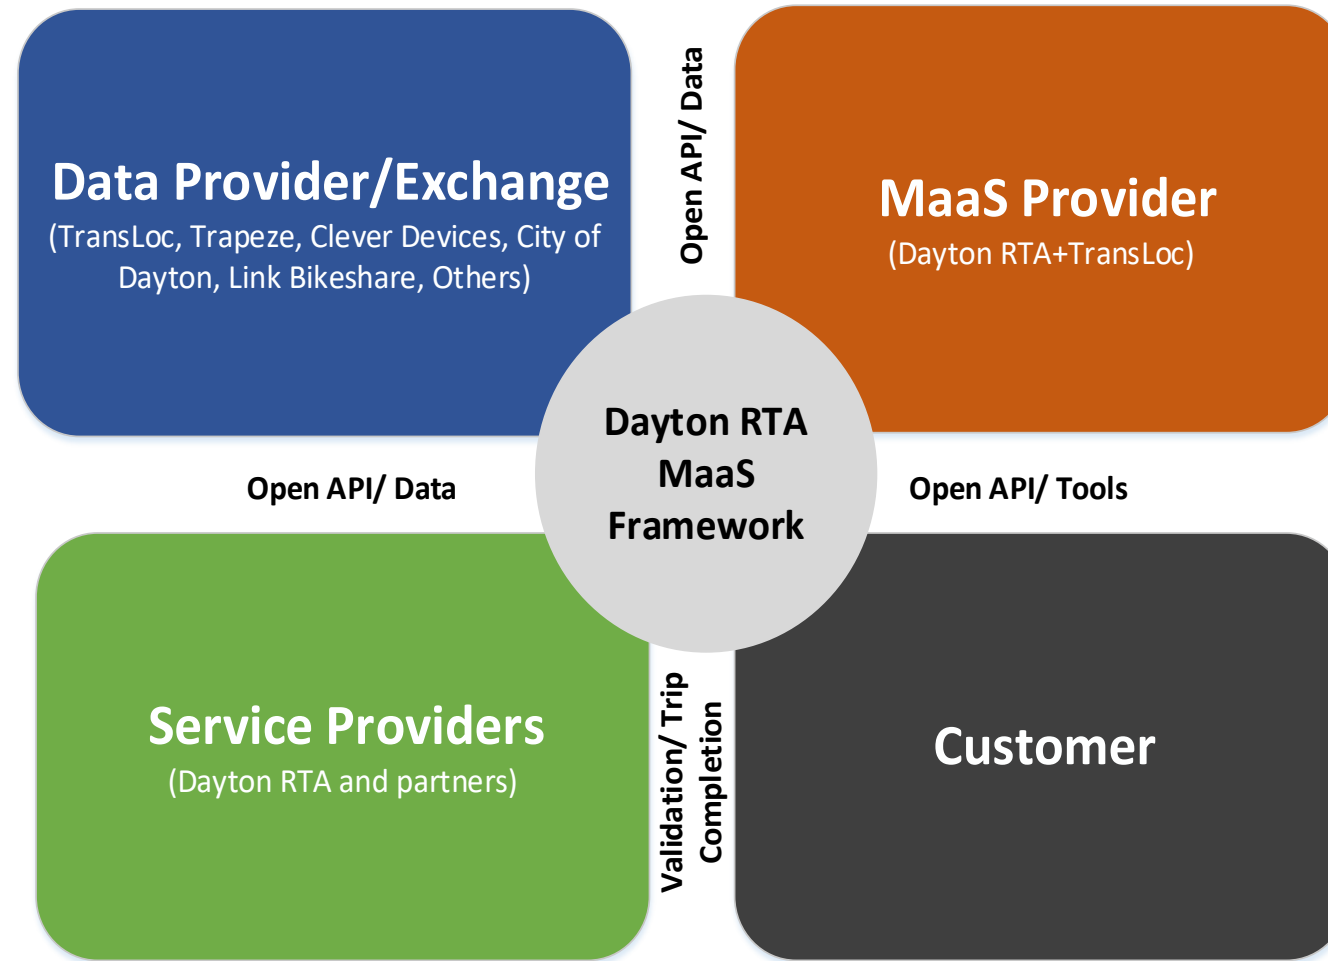 Data Provider/Exchange
(TransLoc, Trapeze, Clever Devices, City of
Dayton, Link Bikeshare, Others)
Open API/ Data
MaaS Provider
(Dayton RTA+TransLoc)
Dayton RTA
MaaS
Framework
Open API/ Data
Open API/ Tools
Service Providers
(Dayton RTA and partners)
Validation/ Trip
Completion
Customer